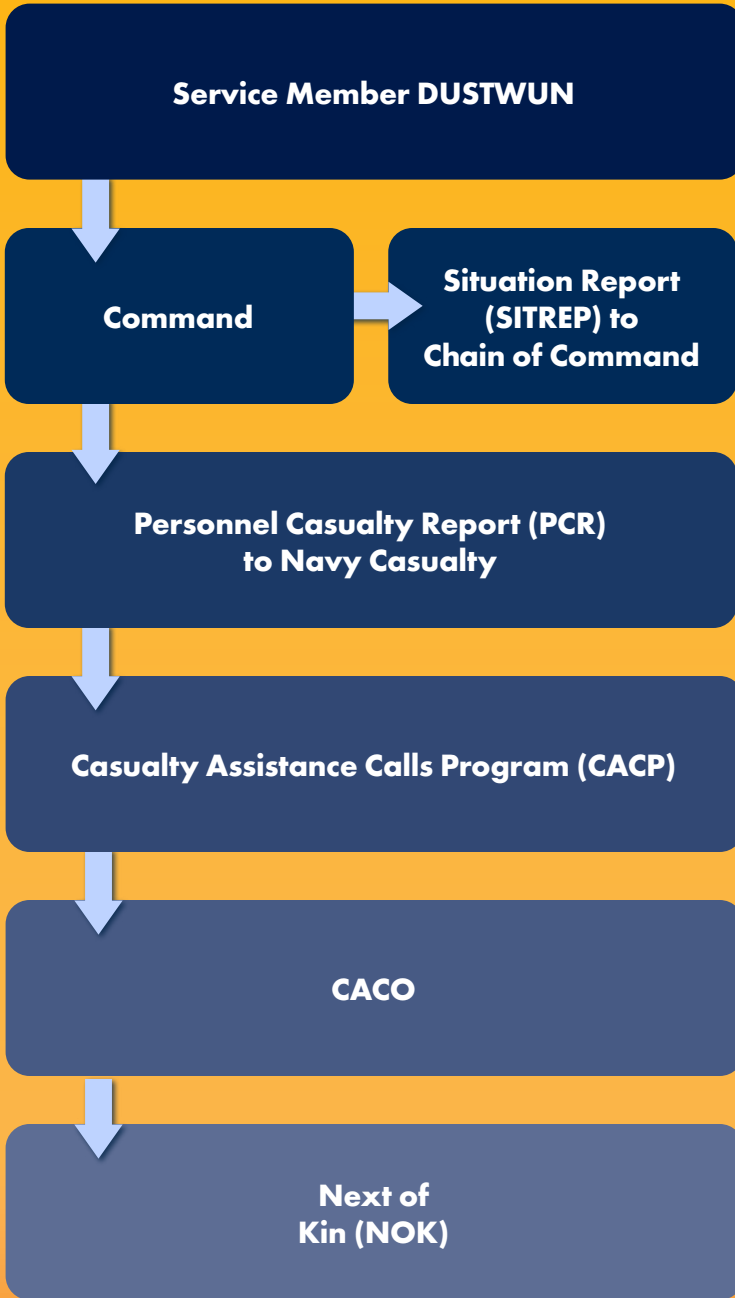 Service Member DUSTWUN
Command
Situation Report
(SITREP) to
Chain of Command
Personnel Casualty Report (PCR)
to Navy Casualty
Casualty Assistance Calls Program (CACP)
CACO
Next of
Kin (NOK)